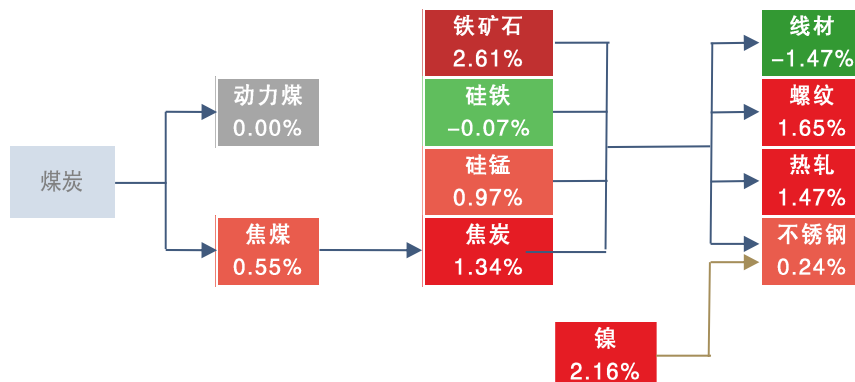 煤炭
动力煤
0.00%
焦煤
0.55%
铁矿石
2.61%
硅铁
-0.07%
硅锰
0.97%
焦炭
1.34%
镍
2.16%
线材
-1.47%
螺纹
1.65%
热轧
1.47%
不锈钢
0.24%